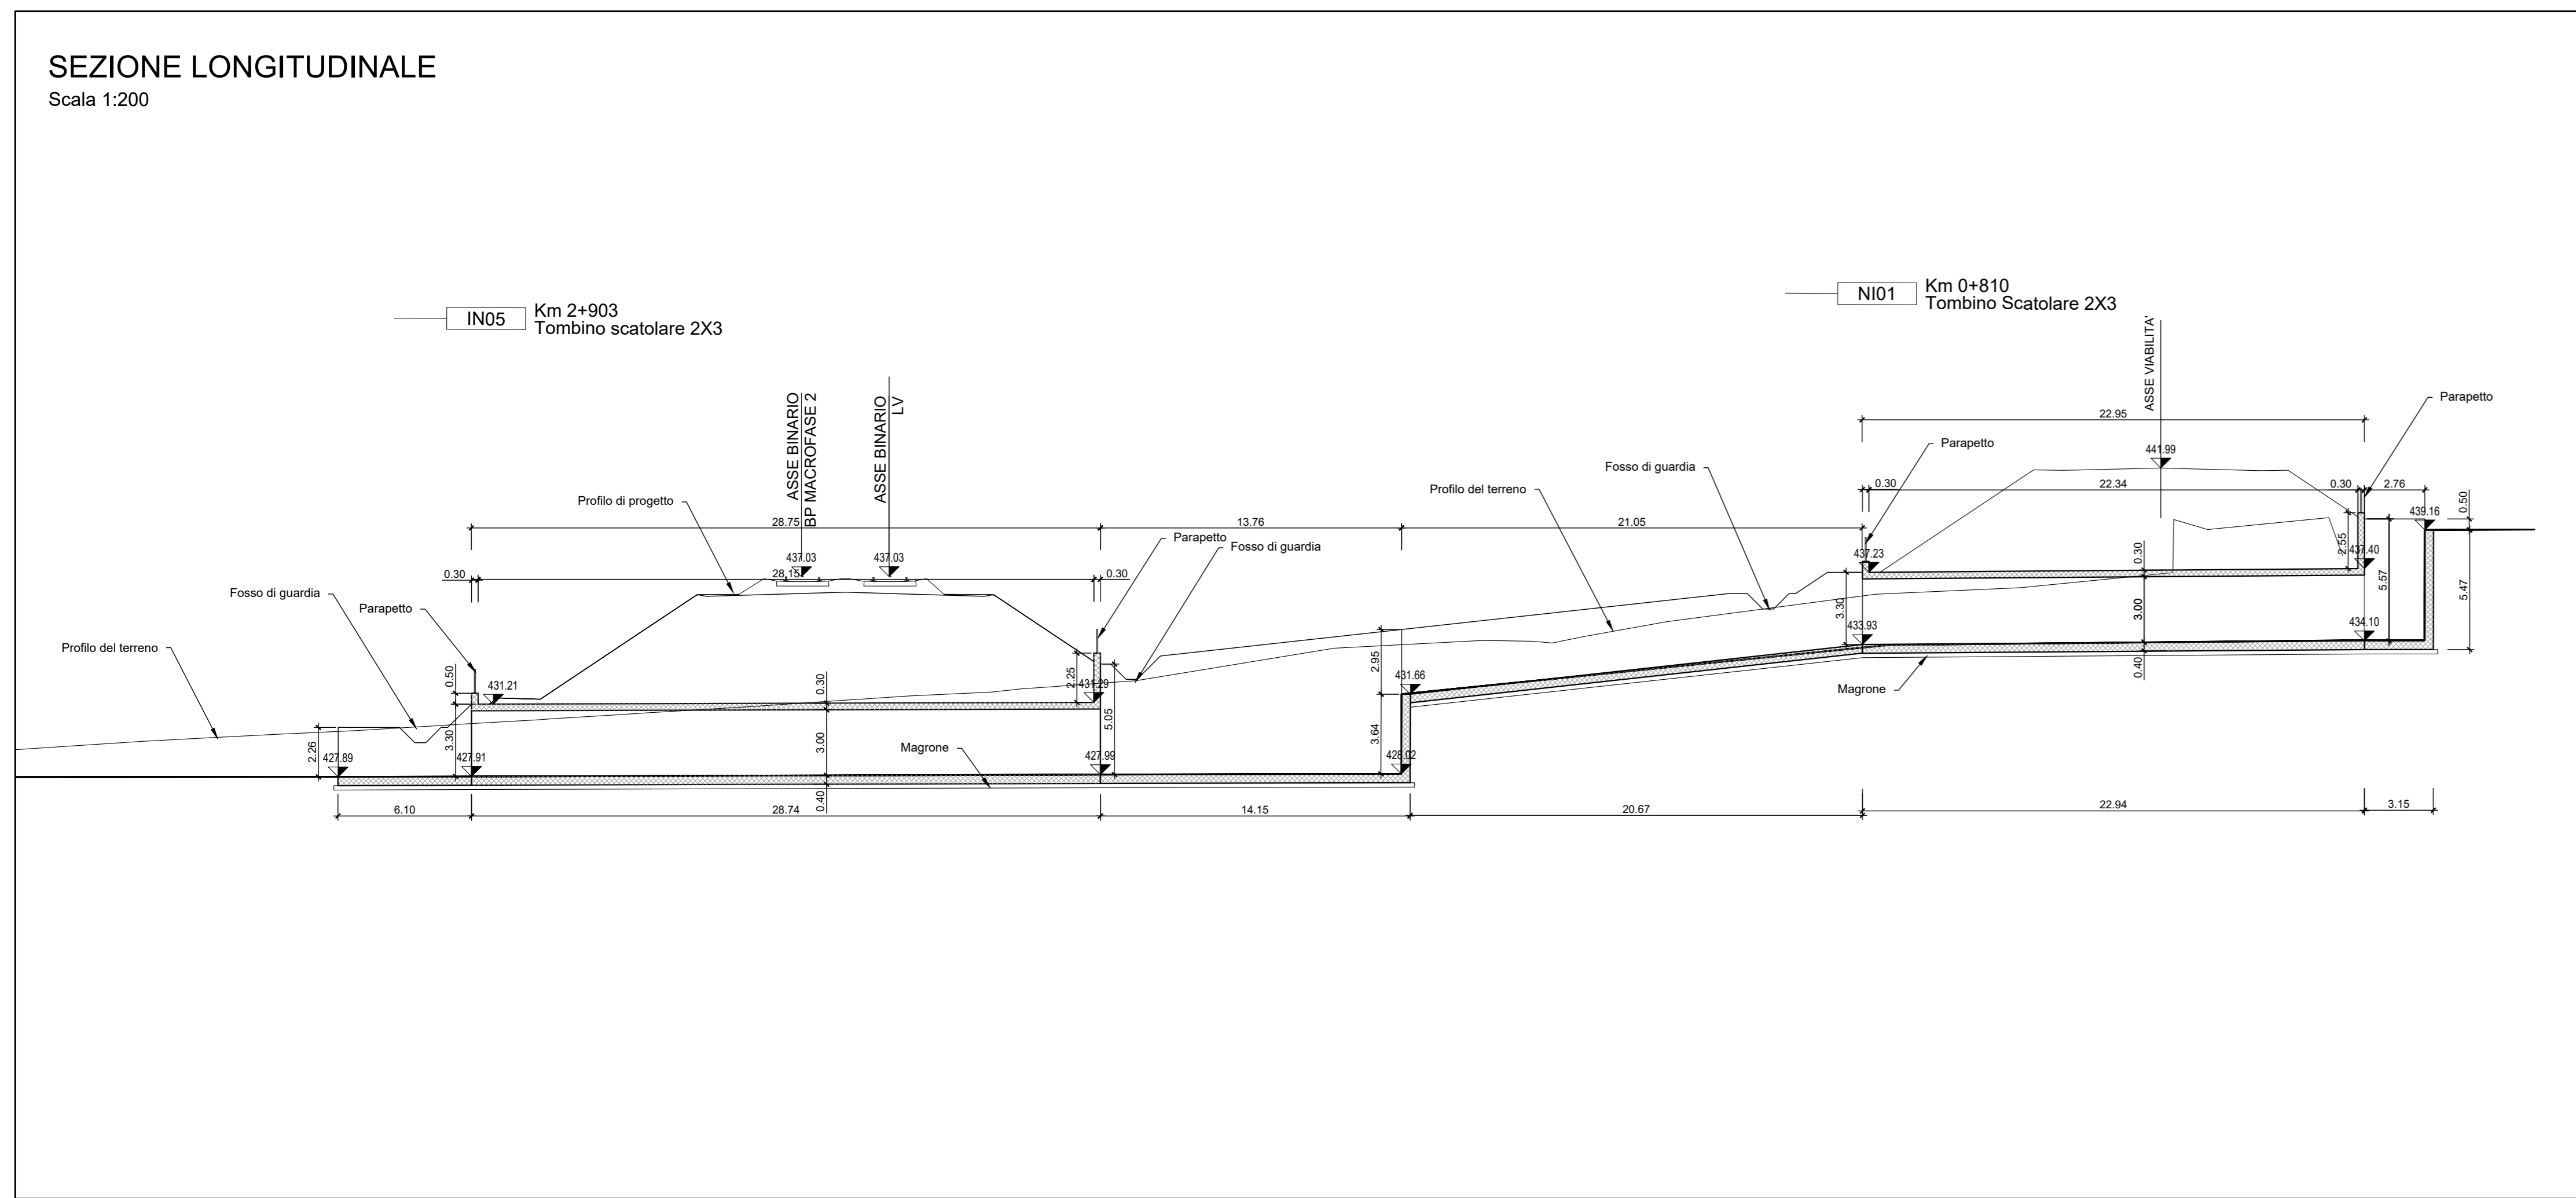 SEZIONE LONGITUDINALE
Scala 1:200
IN05
Km 2+903
Tombino scatolare 2X3
NI01
Km 0+810
Tombino Scatolare 2X3
ASSE VIABILITA'
ASSE BINARIO
BP MACROFASE 2
ASSE BINARIO
LV
Parapetto
22.95
Parapetto
441.99
Fosso di guardia
Profilo del terreno
Profilo di progetto
0.30
22.34
0.30
2.76
0.50
439.16
28.75
13.76
21.05
Parapetto
Fosso di guardia
437.03
437.03
437.23
0.30
2.55
437.40
0.30
28.15
0.30
5.57
5.47
Fosso di guardia
Parapetto
3.30
3.00
433.93
434.10
Profilo del terreno
0.50
431.21
0.30
2.25
431.29
2.95
431.66
0.40
Magrone
2.26
3.30
3.00
5.05
3.64
Magrone
427.89
427.91
427.99
428.02
0.40
6.10
28.74
14.15
20.67
22.94
3.15